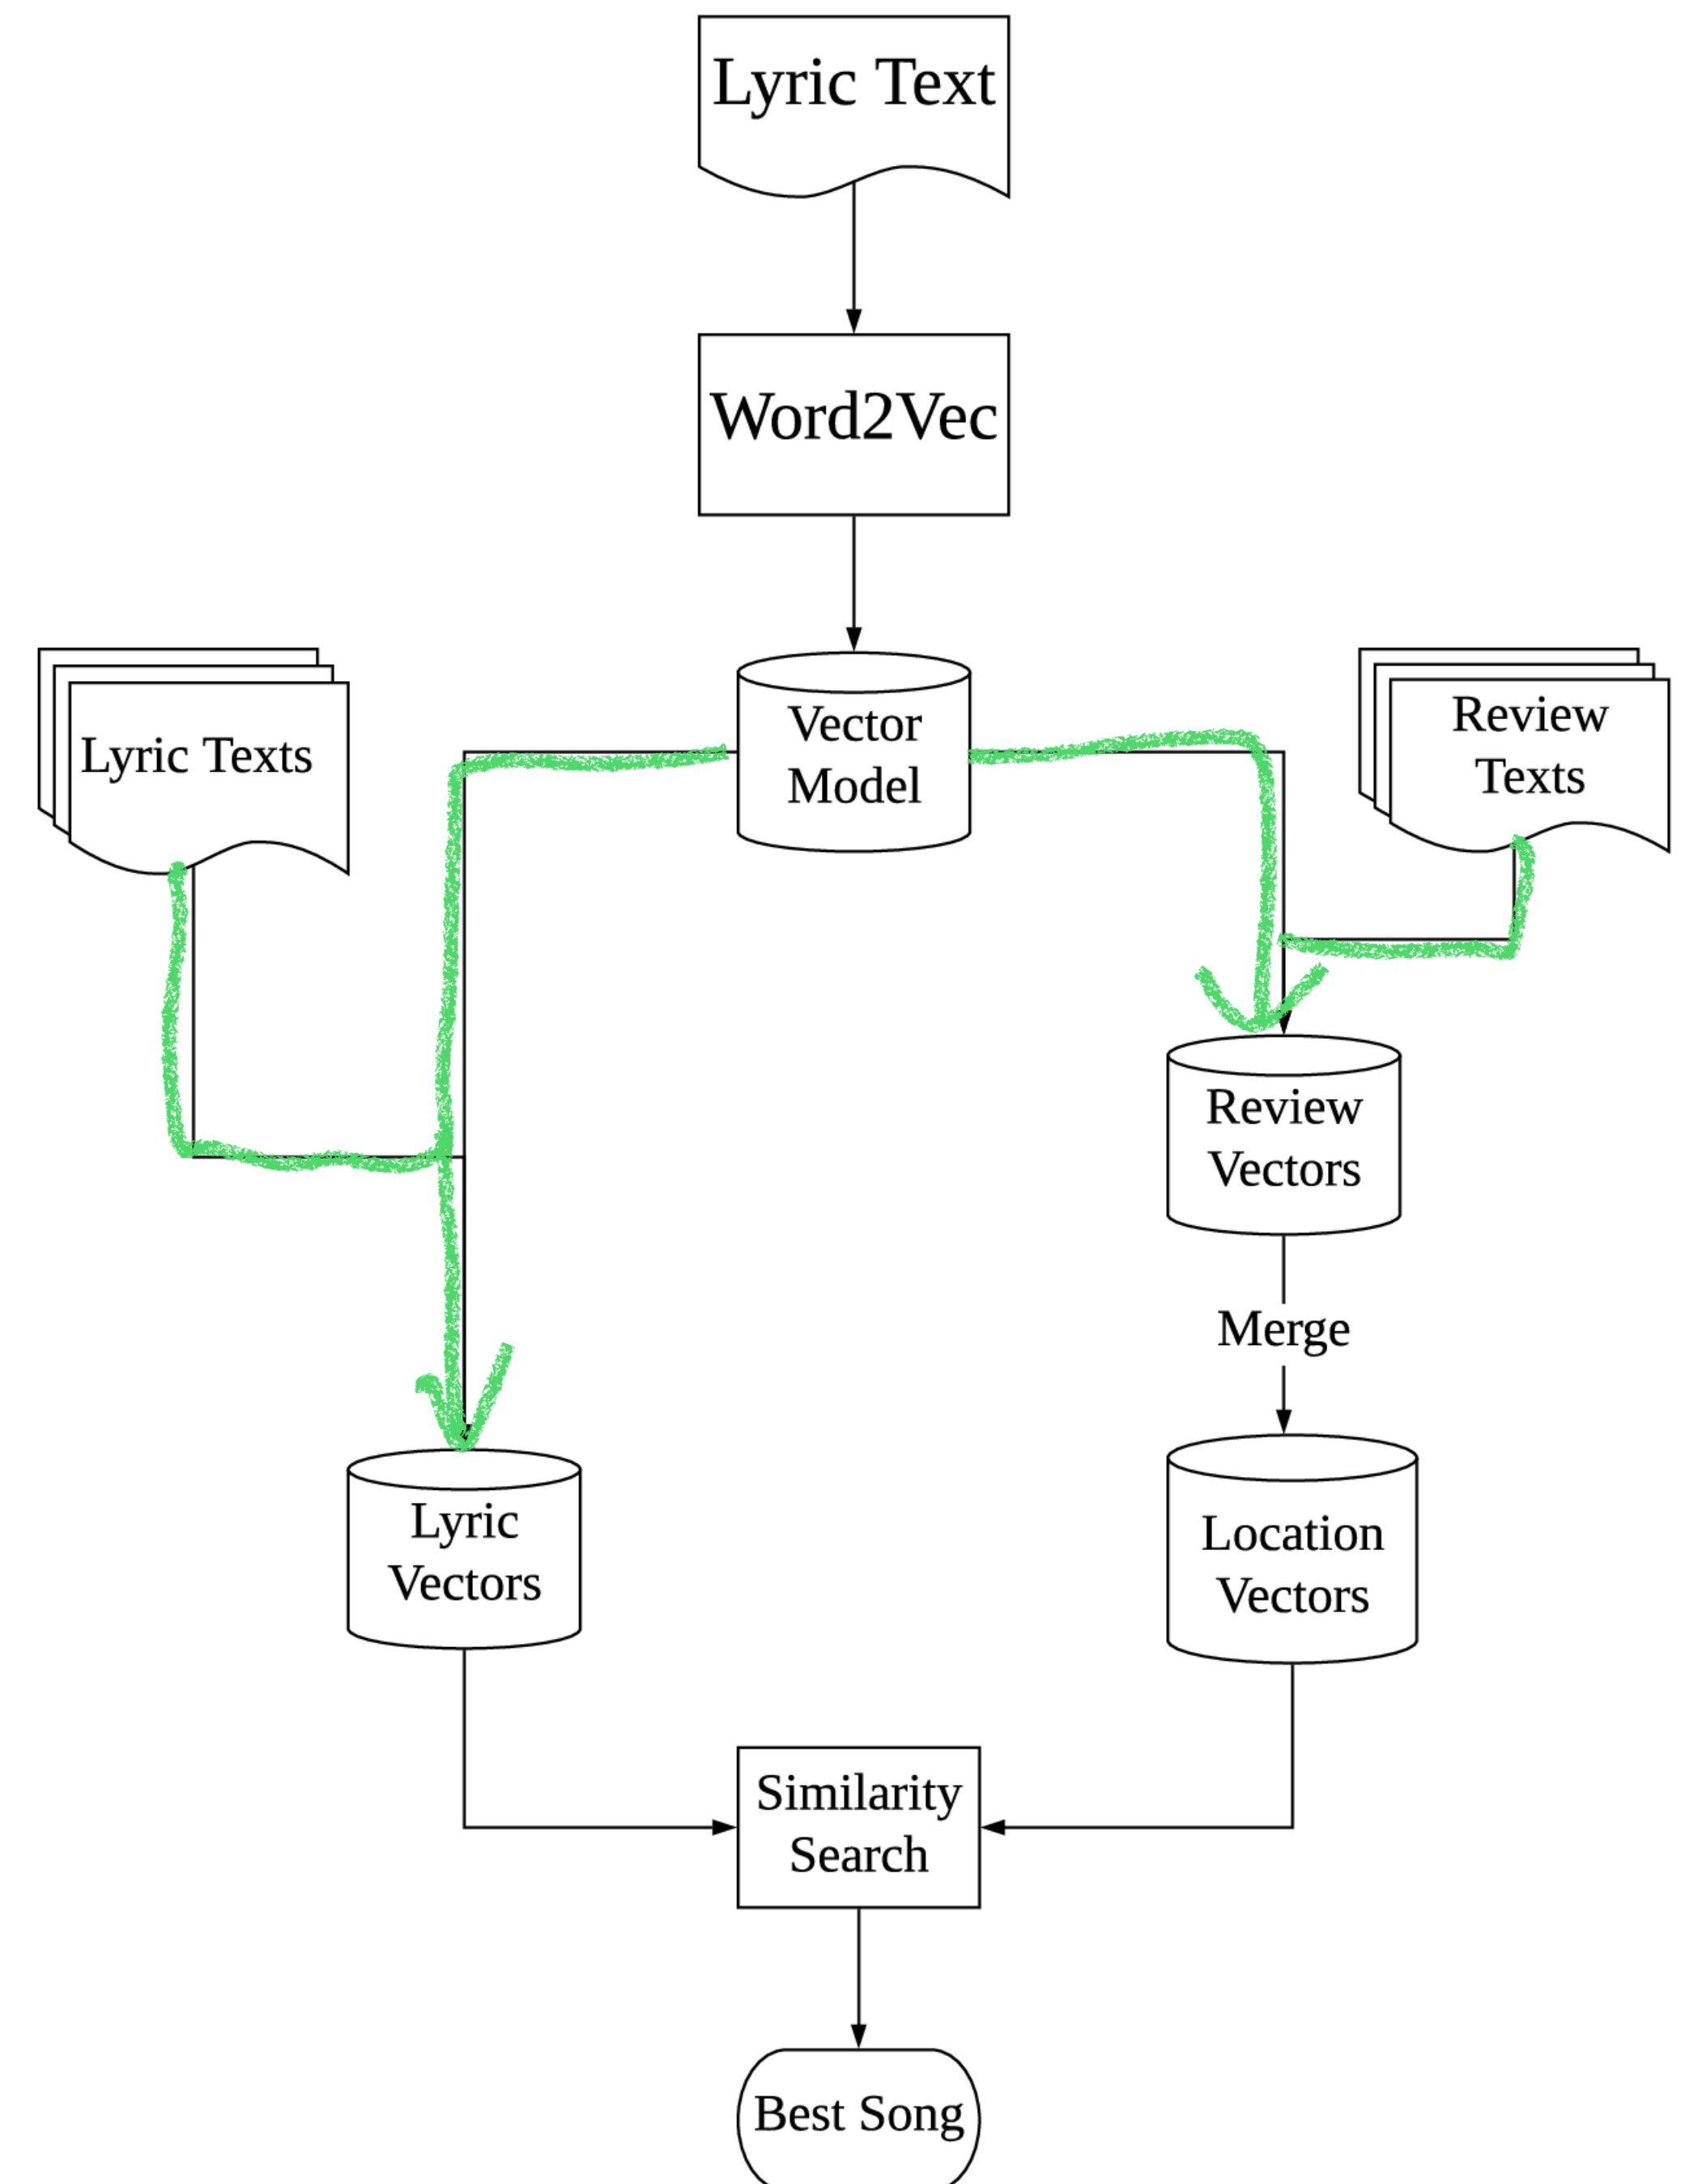 Lyric Text
Word2Vec
Vector
Model
Lyric Texts
Review
Texts
Review
Vectors
Merge
Lyric
Vectors
Location
Vectors
Similarity
Search
Best Song